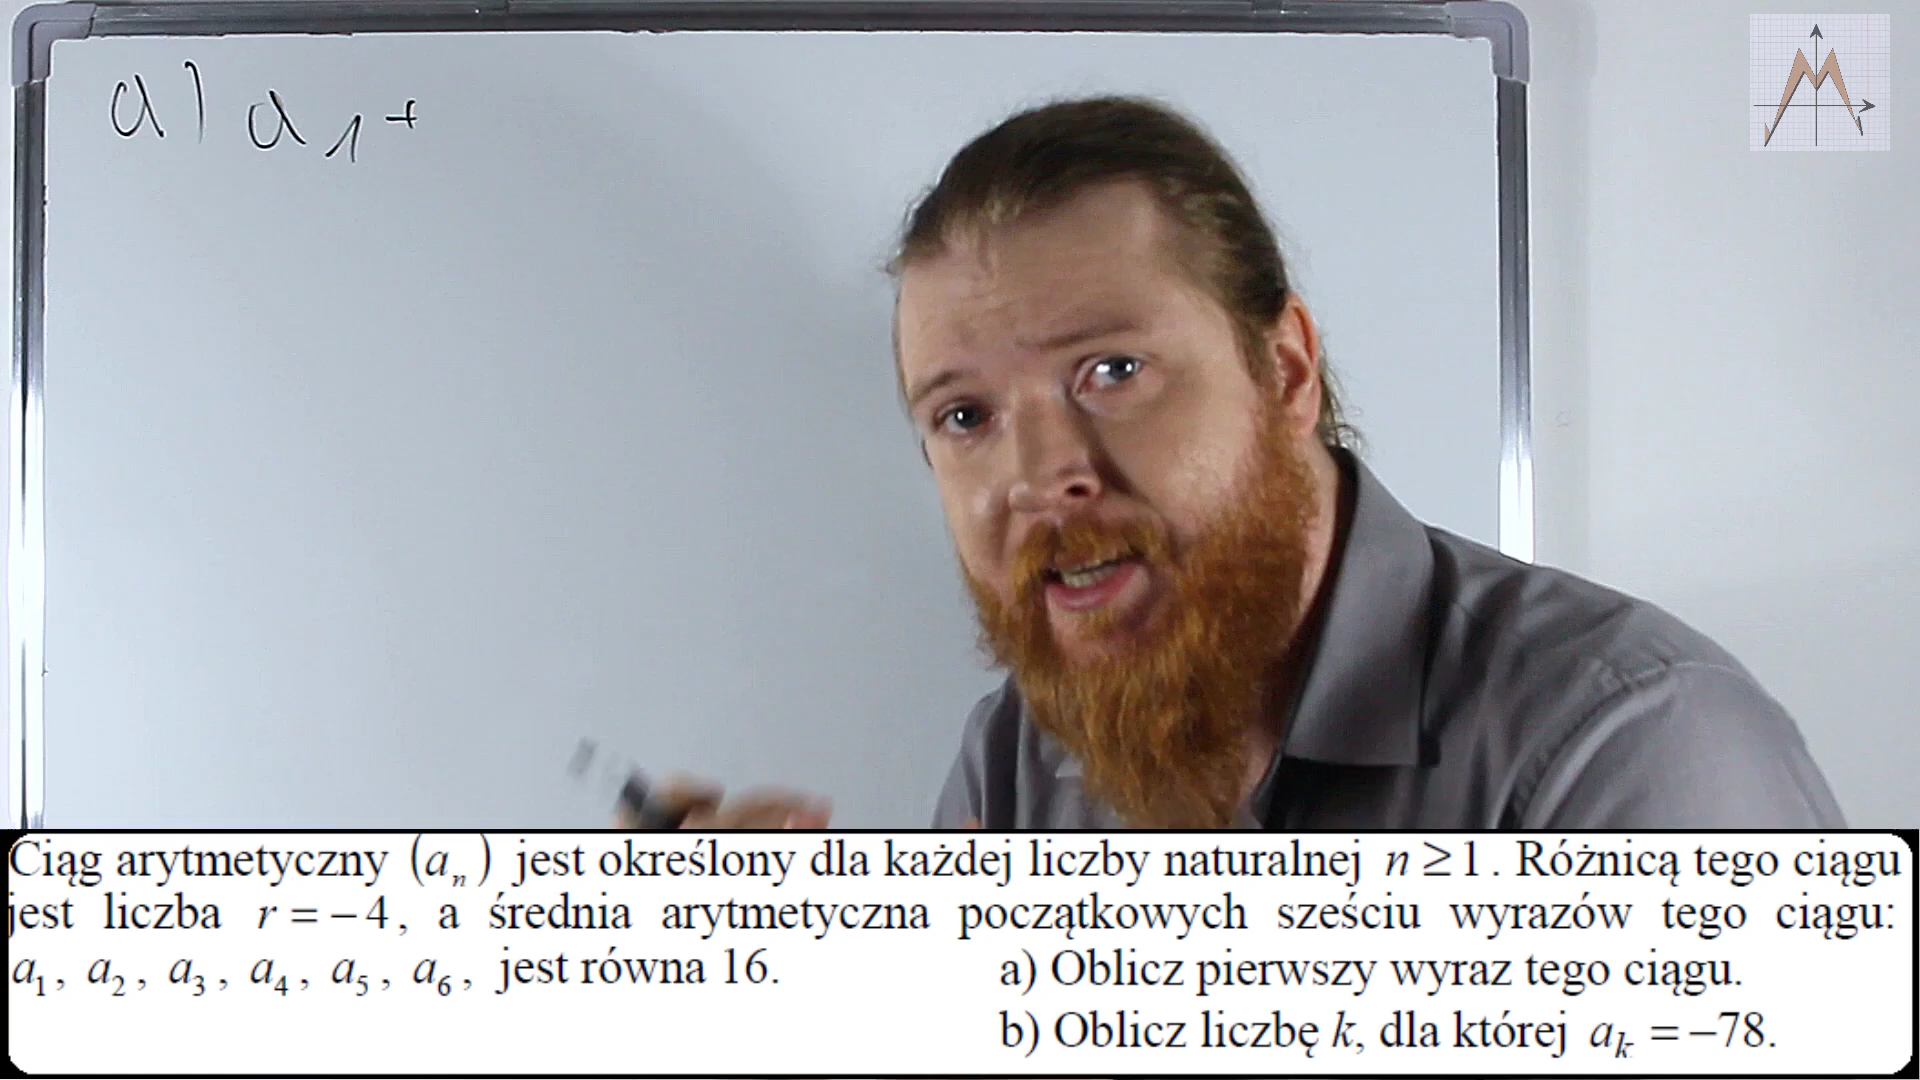 a) a₁ +
Ciąg arytmetyczny (aₙ) jest określony dla każdej liczby naturalnej n ≥ 1. Różnicą tego ciągu
jest liczba r = −4, a średnia arytmetyczna początkowych sześciu wyrazów tego ciągu:
a₁, a₂, a₃, a₄, a₅, a₆, jest równa 16.
a) Oblicz pierwszy wyraz tego ciągu.
b) Oblicz liczbę k, dla której aₖ = −78.